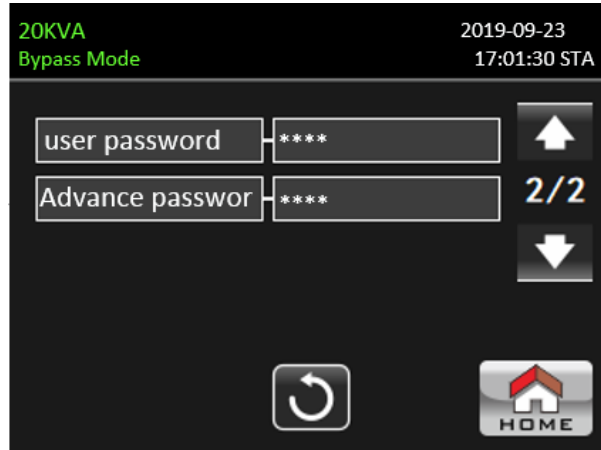 20KVA
2019-09-23
Bypass Mode
17:01:30 STA
user password
****
Advance passwor
****
2/2
HOME